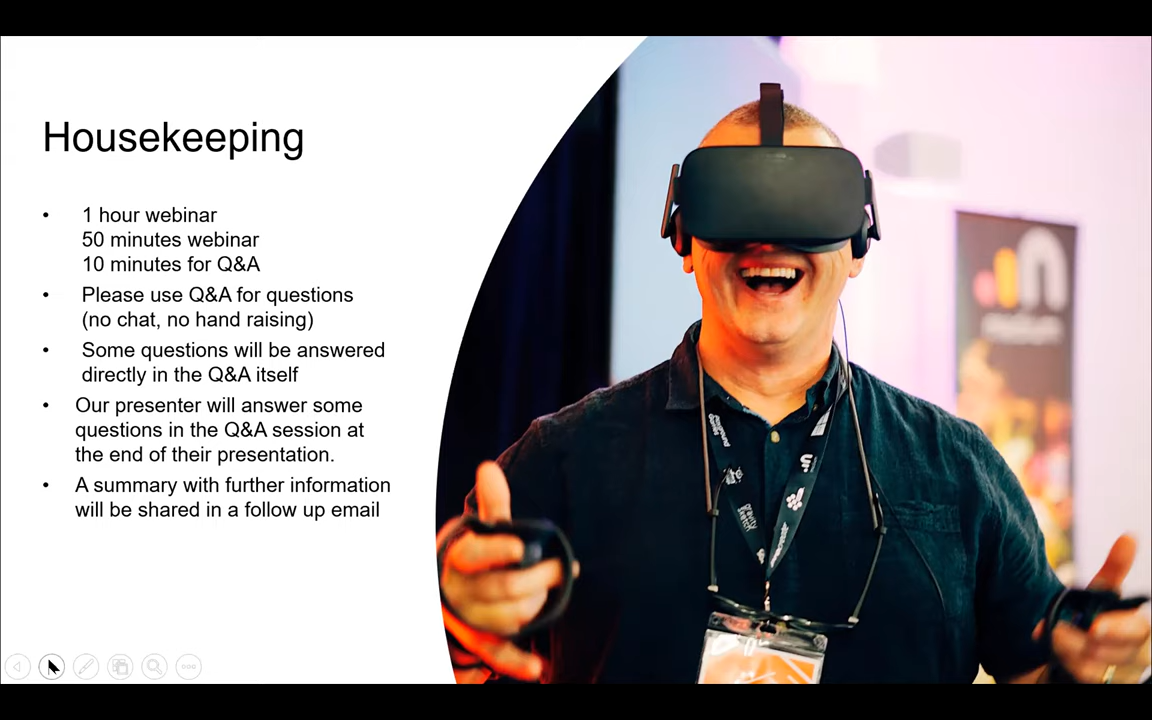 Housekeeping
• 1 hour webinar
50 minutes webinar
10 minutes for Q&A
• Please use Q&A for questions
(no chat, no hand raising)
• Some questions will be answered
directly in the Q&A itself
• Our presenter will answer some
questions in the Q&A session at
the end of their presentation.
• A summary with further information
will be shared in a follow up email